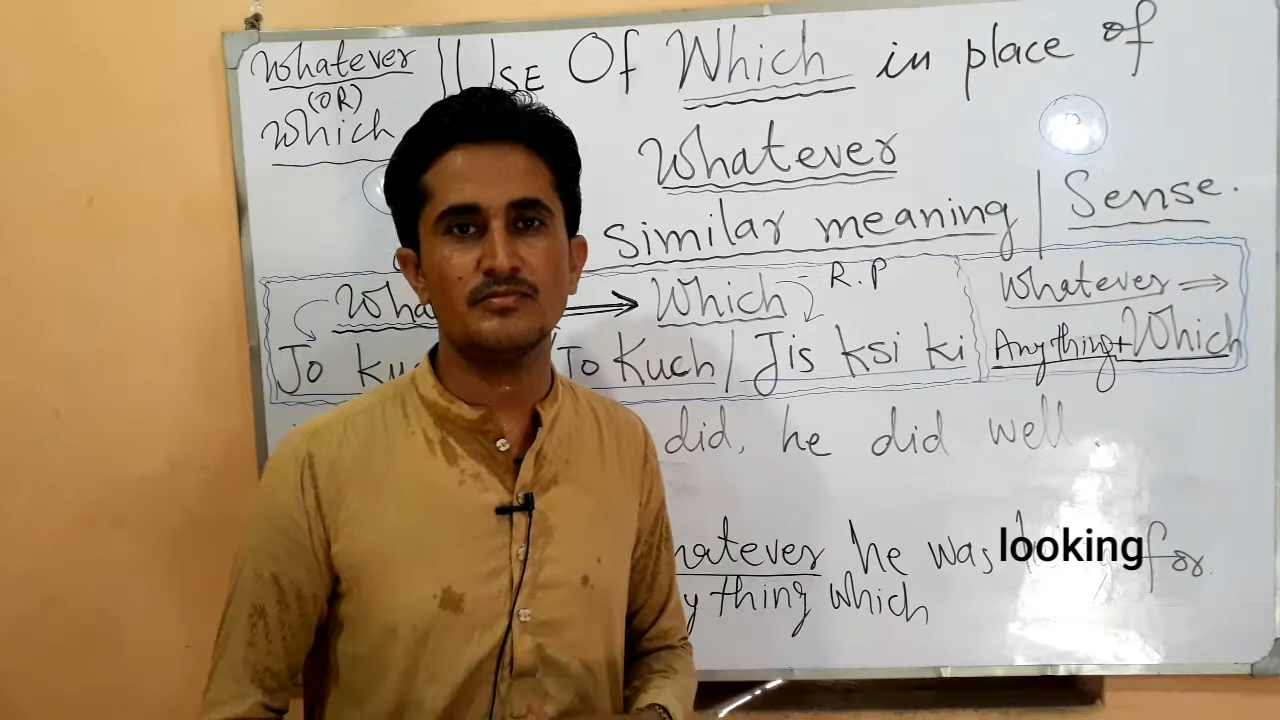 Whatever | Use Of Which in place of
(OR)
Which
Whatever
similar meaning | Sense.
Which R.P
Whatever ⇒
Jo Jo Kuch / Jis ksi ki
Anything + Which
did, he did well.
he was looking for.
thing which